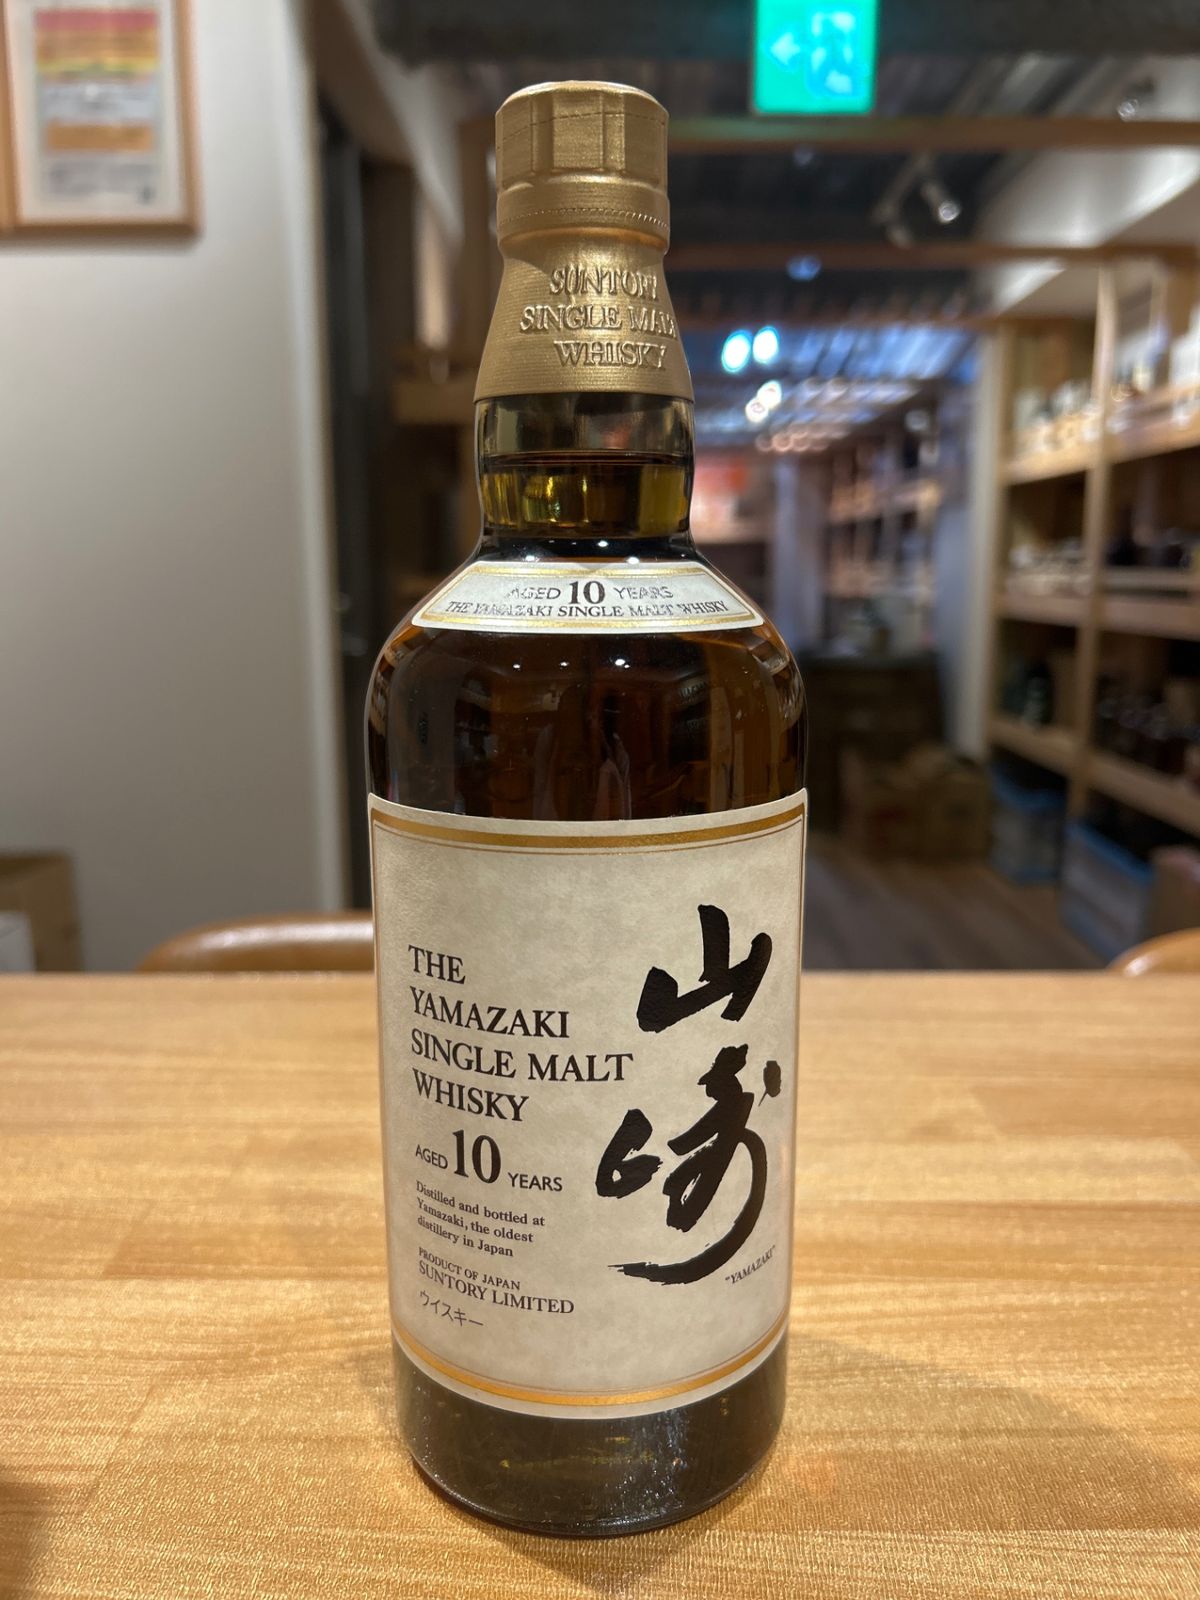 SUNTORY
SINGLE MALT
WHISKY
AGED 10 YEARS
THE YAMAZAKI SINGLE MALT WHISKY
THE
YAMAZAKI
SINGLE MALT
WHISKY
AGED 10 YEARS
Distilled and bottled at
Yamazaki, the oldest
distillery in Japan
PRODUCT OF JAPAN
SUNTORY LIMITED
ウイスキー
山崎
"YAMAZAKI"